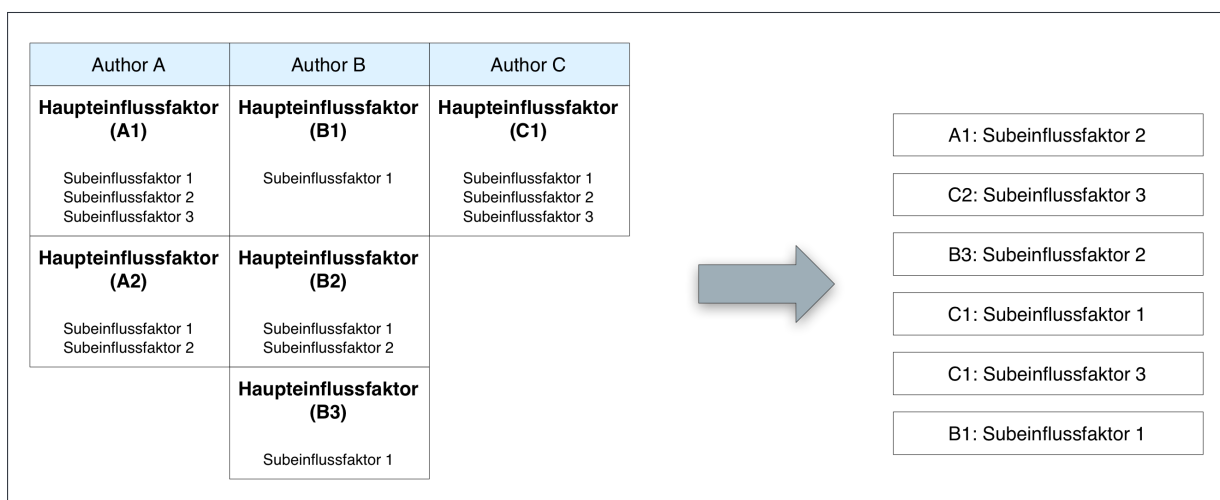 Author A
Author B
Author C
Haupteinflussfaktor
(A1)
Subeinflussfaktor 1
Subeinflussfaktor 2
Subeinflussfaktor 3
Haupteinflussfaktor
(B1)
Subeinflussfaktor 1
Haupteinflussfaktor
(C1)
Subeinflussfaktor 1
Subeinflussfaktor 2
Subeinflussfaktor 3
Haupteinflussfaktor
(A2)
Subeinflussfaktor 1
Subeinflussfaktor 2
Haupteinflussfaktor
(B2)
Subeinflussfaktor 1
Subeinflussfaktor 2
Haupteinflussfaktor
(B3)
Subeinflussfaktor 1
A1: Subeinflussfaktor 2
C2: Subeinflussfaktor 3
B3: Subeinflussfaktor 2
C1: Subeinflussfaktor 1
C1: Subeinflussfaktor 3
B1: Subeinflussfaktor 1